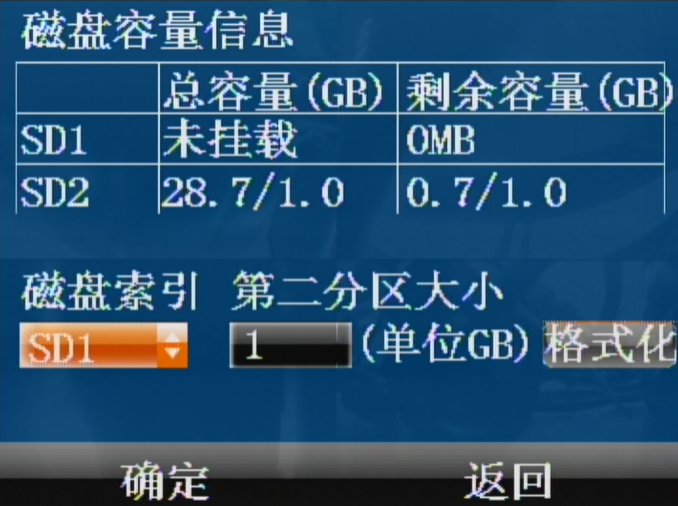 磁盘容量信息
总容量(GB) 剩余容量(GB)
SD1 未挂载 0MB
SD2 28.7/1.0 0.7/1.0
磁盘索引 第二分区大小
SD1 1 (单位GB) 格式化
确定 返回